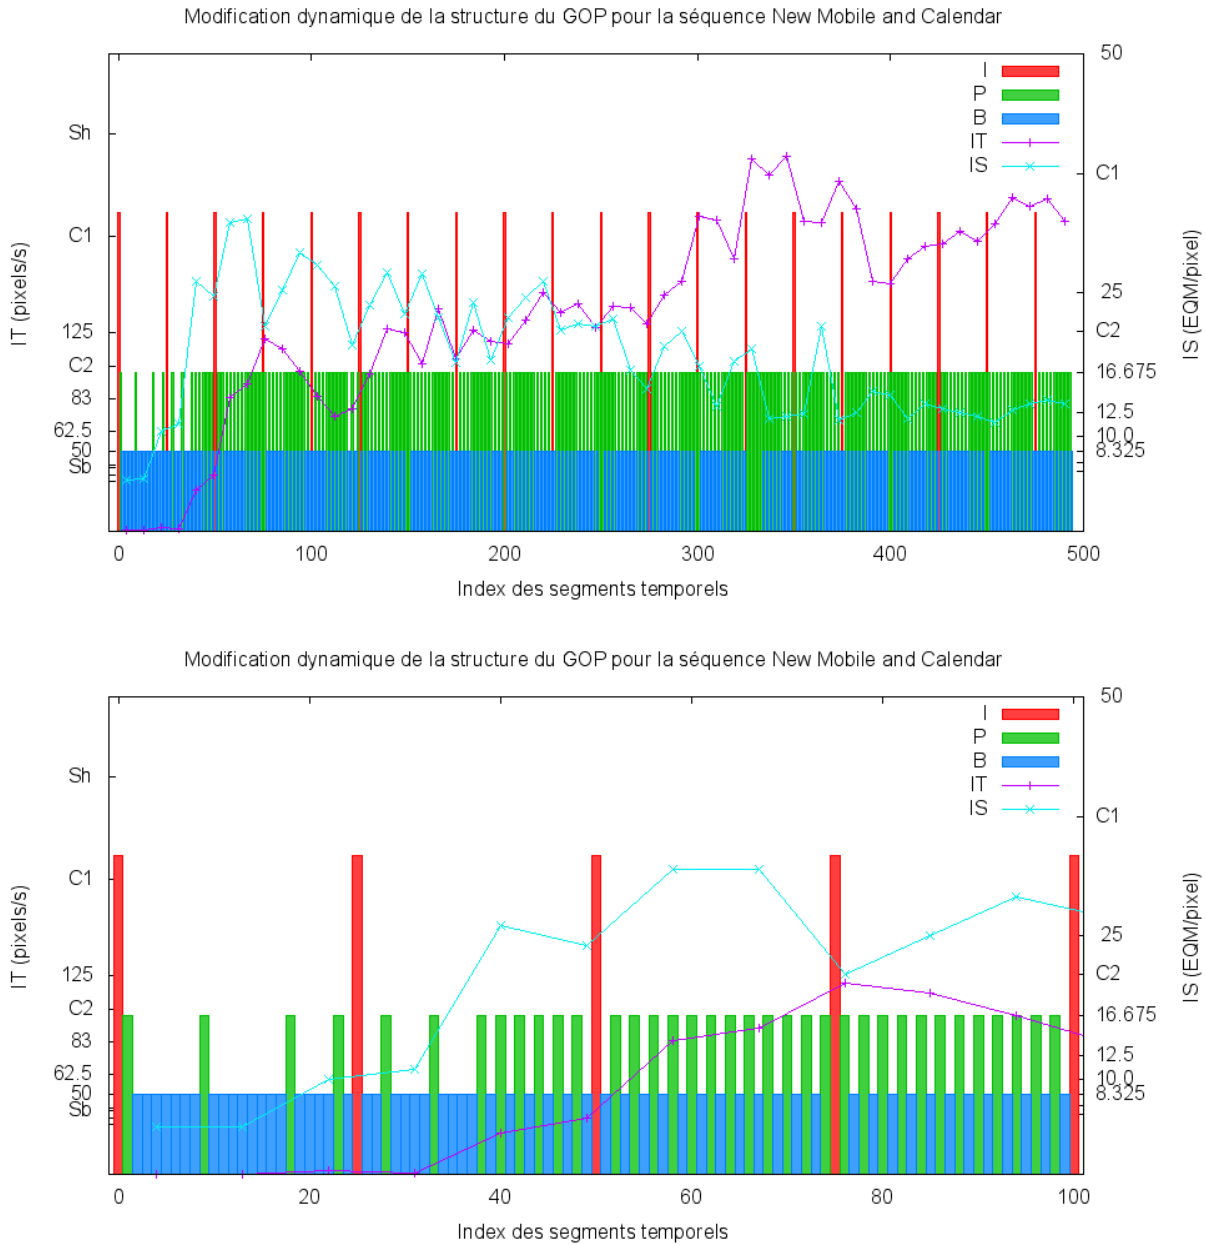 Modification dynamique de la structure du GOP pour la séquence New Mobile and Calendar
50
I
P
B
IT
IS
Sh
C1
C1
IT (pixels/s)
IS (EQM/pixel)
25
125
C2
C2
16.675
83
12.5
62.5
10.0
50
8.325
Sb
0
100
200
300
400
500
Index des segments temporels
Modification dynamique de la structure du GOP pour la séquence New Mobile and Calendar
50
I
P
B
IT
IS
Sh
C1
C1
IT (pixels/s)
IS (EQM/pixel)
25
125
C2
C2
16.675
83
12.5
62.5
10.0
50
8.325
Sb
0
20
40
60
80
100
Index des segments temporels